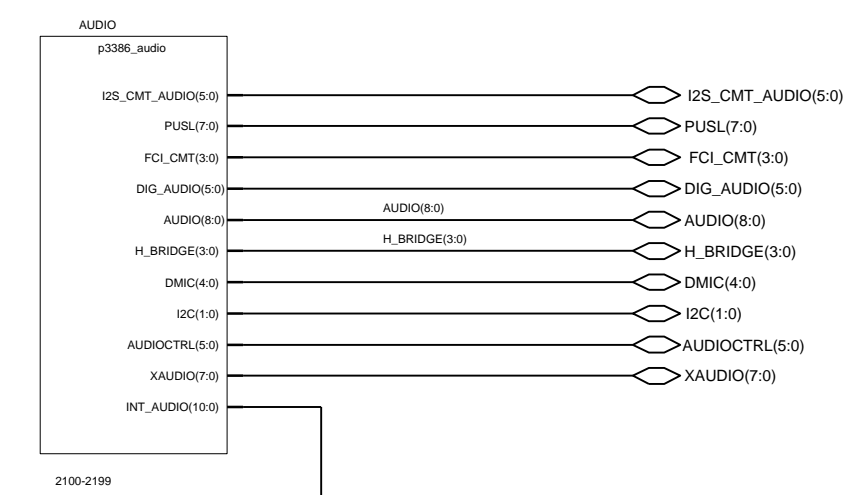 AUDIO
p3386_audio
I2S_CMT_AUDIO(5:0) I2S_CMT_AUDIO(5:0)
PUSL(7:0) PUSL(7:0)
FCI_CMT(3:0) FCI_CMT(3:0)
DIG_AUDIO(5:0) DIG_AUDIO(5:0)
AUDIO(8:0) AUDIO(8:0) AUDIO(8:0)
H_BRIDGE(3:0) H_BRIDGE(3:0) H_BRIDGE(3:0)
DMIC(4:0) DMIC(4:0)
I2C(1:0) I2C(1:0)
AUDIOCTRL(5:0) AUDIOCTRL(5:0)
XAUDIO(7:0) XAUDIO(7:0)
INT_AUDIO(10:0)
2100-2199